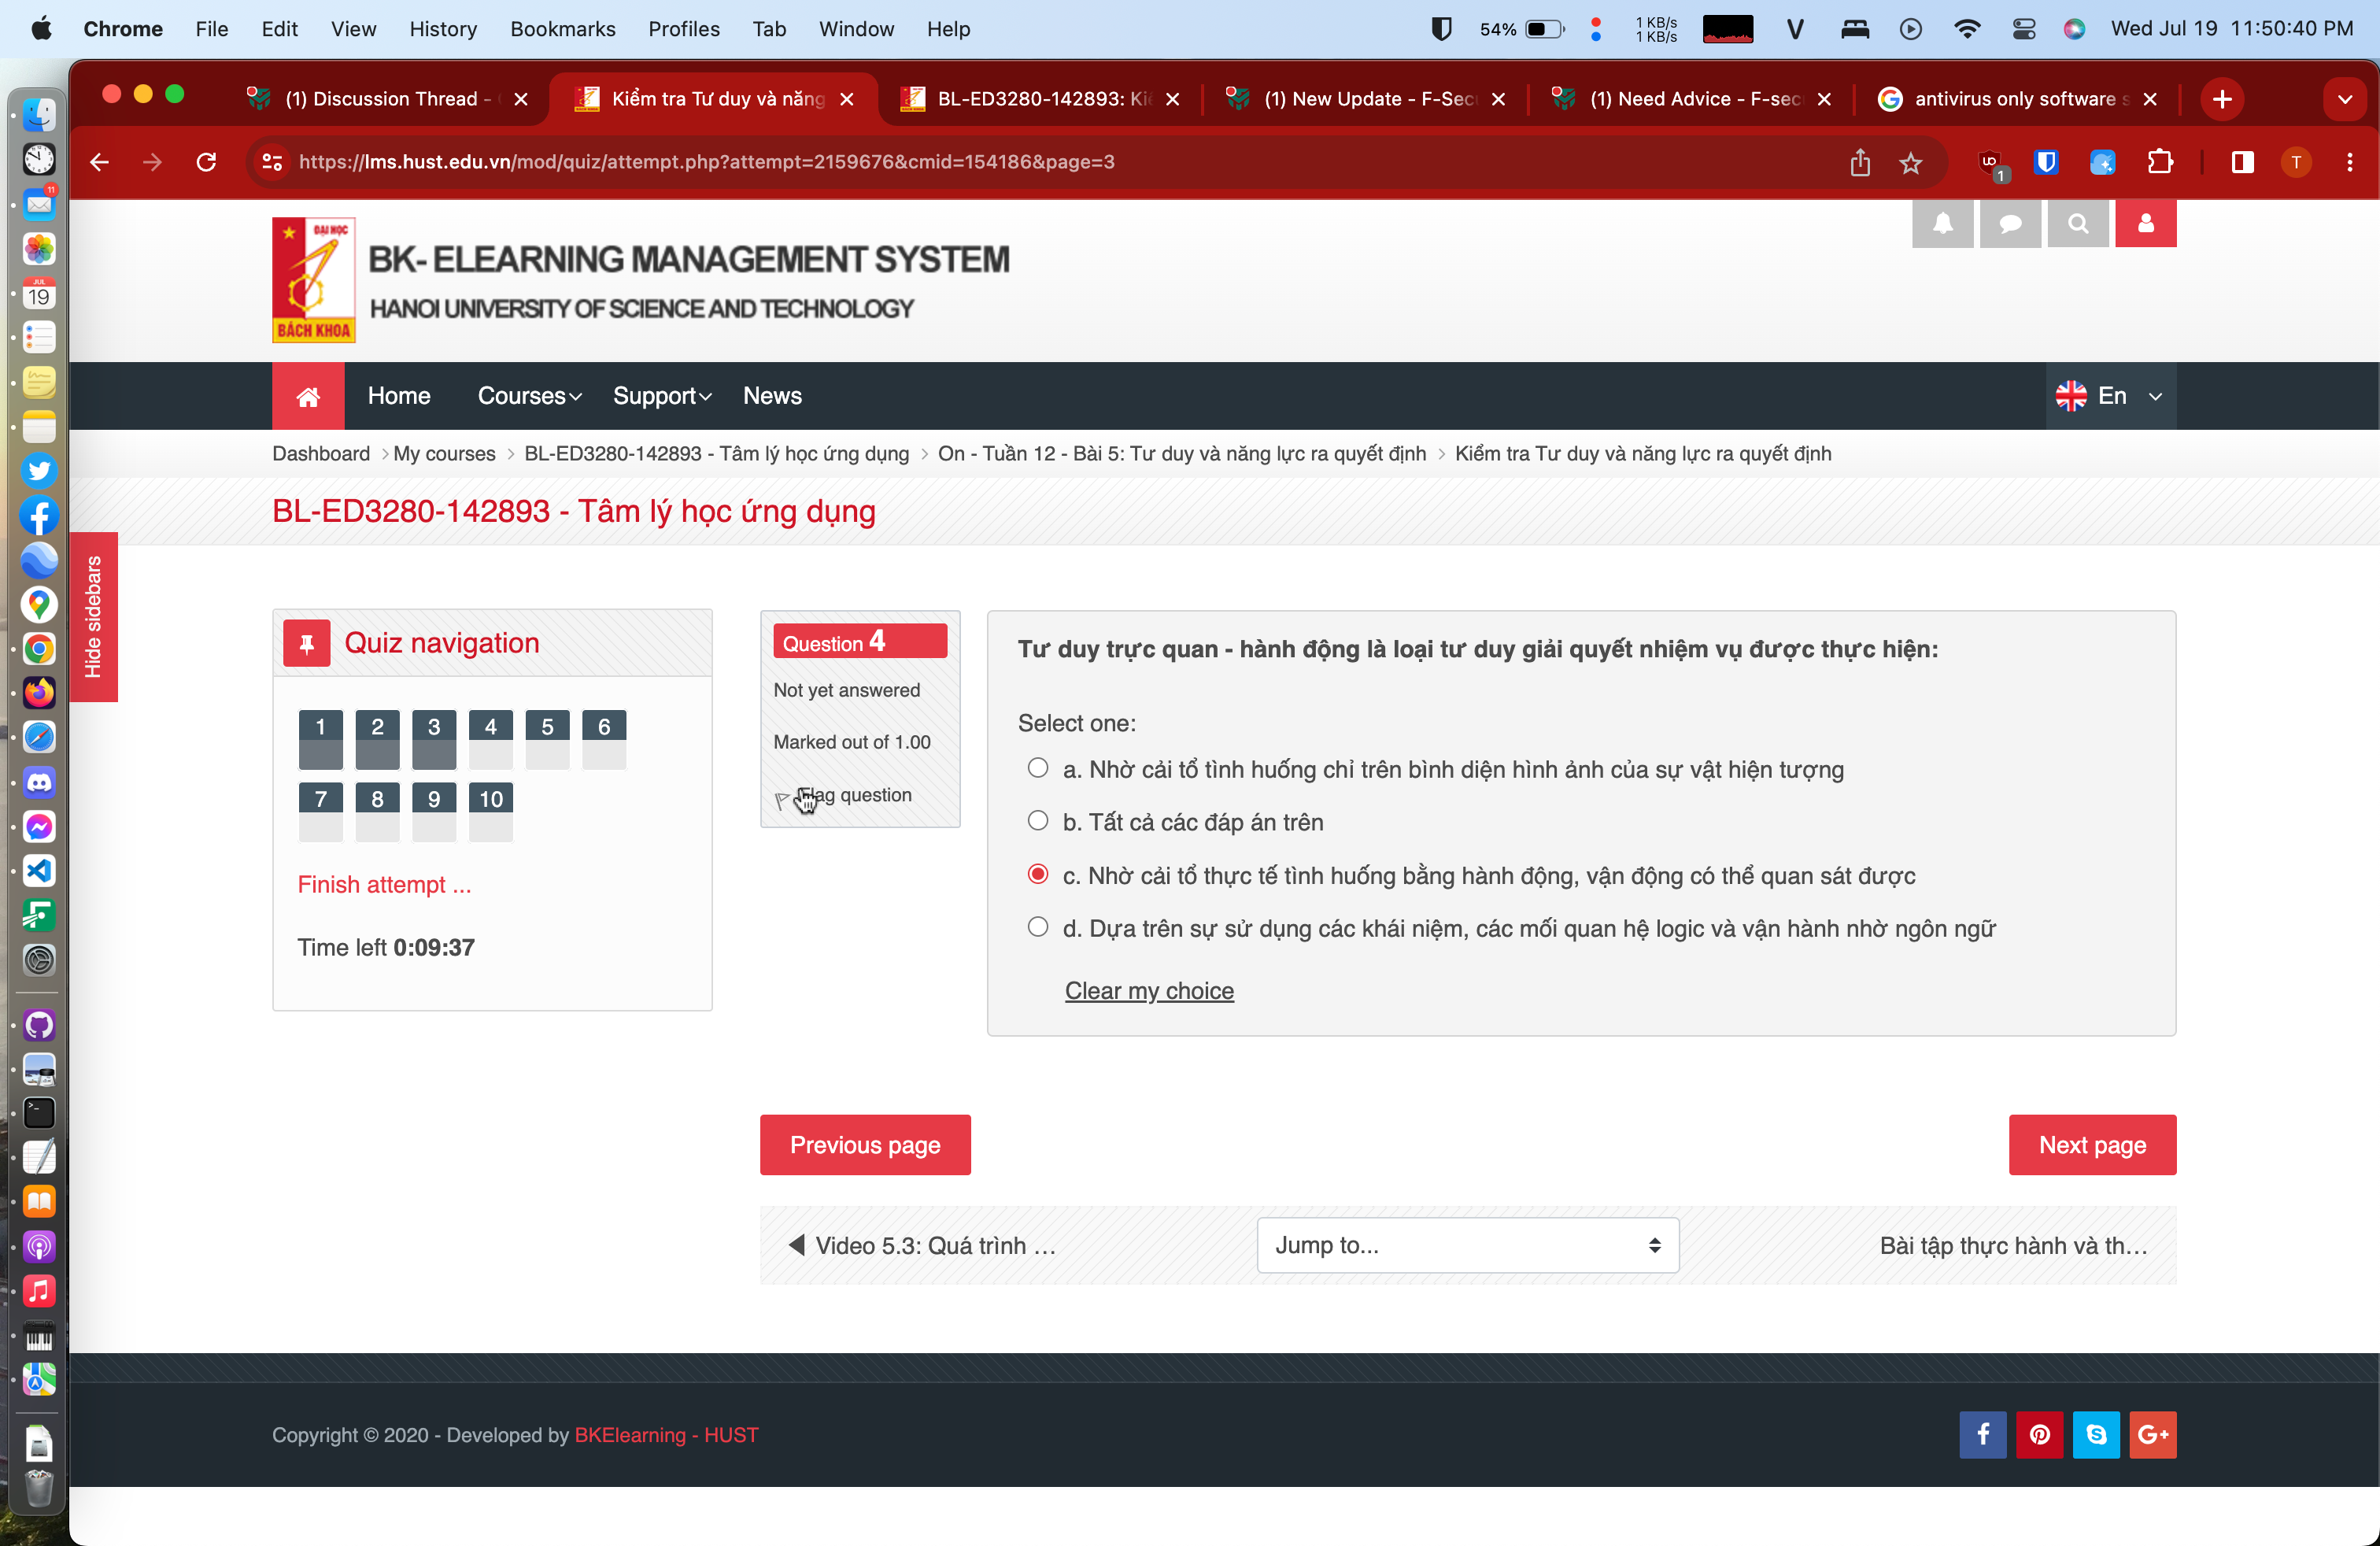 Chrome File Edit View History Bookmarks Profiles Tab Window Help 54% 1 KB/s 1 KB/s V Wed Jul 19 11:50:40 PM
(1) Discussion Thread - Kiểm tra Tư duy và năng BL-ED3280-142893: Ki (1) New Update - F-Sec (1) Need Advice - F-sec antivirus only software s
https://lms.hust.edu.vn/mod/quiz/attempt.php?attempt=2159676&cmid=154186&page=3 1 T
11
JUL
19
ĐẠI HỌC
BÁCH KHOA
BK- ELEARNING MANAGEMENT SYSTEM
HANOI UNIVERSITY OF SCIENCE AND TECHNOLOGY
Home Courses Support News En
Dashboard > My courses > BL-ED3280-142893 - Tâm lý học ứng dụng > On - Tuần 12 - Bài 5: Tư duy và năng lực ra quyết định > Kiểm tra Tư duy và năng lực ra quyết định
BL-ED3280-142893 - Tâm lý học ứng dụng
Hide sidebars
Quiz navigation
1 2 3 4 5 6
7 8 9 10
Finish attempt ...
Time left 0:09:37
Question 4
Not yet answered
Marked out of 1.00
Flag question
Tư duy trực quan - hành động là loại tư duy giải quyết nhiệm vụ được thực hiện:
Select one:
a. Nhờ cải tổ tình huống chỉ trên bình diện hình ảnh của sự vật hiện tượng
b. Tất cả các đáp án trên
c. Nhờ cải tổ thực tế tình huống bằng hành động, vận động có thể quan sát được
d. Dựa trên sự sử dụng các khái niệm, các mối quan hệ logic và vận hành nhờ ngôn ngữ
Clear my choice
Previous page Next page
◀ Video 5.3: Quá trình ... Jump to... Bài tập thực hành và th...
Copyright © 2020 - Developed by BKElearning - HUST